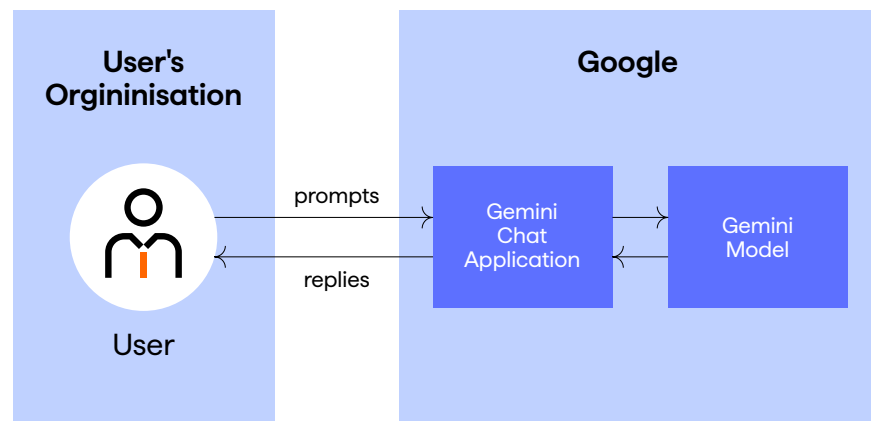 User's
Orgininisation
Google
prompts
Gemini
Chat
Application
Gemini
Model
replies
User